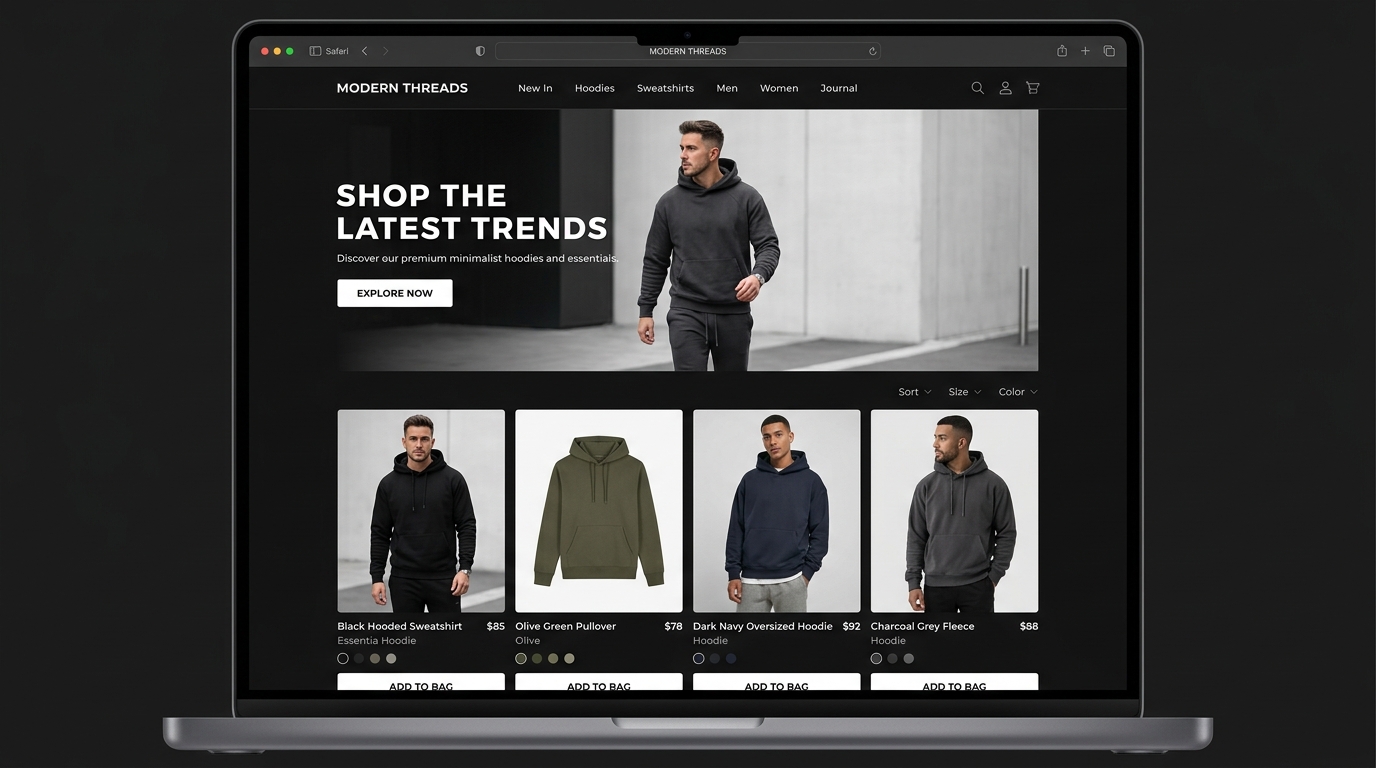 Safari
MODERN THREADS
MODERN THREADS
New In
Hoodies
Sweatshirts
Men
Women
Journal
SHOP THE
LATEST TRENDS
Discover our premium minimalist hoodies and essentials.
EXPLORE NOW
Sort
Size
Color
Black Hooded Sweatshirt $85
Essentia Hoodie
ADD TO BAG
Olive Green Pullover $78
Olive
ADD TO BAG
Dark Navy Oversized Hoodie $92
Hoodie
ADD TO BAG
Charcoal Grey Fleece $88
Hoodie
ADD TO BAG